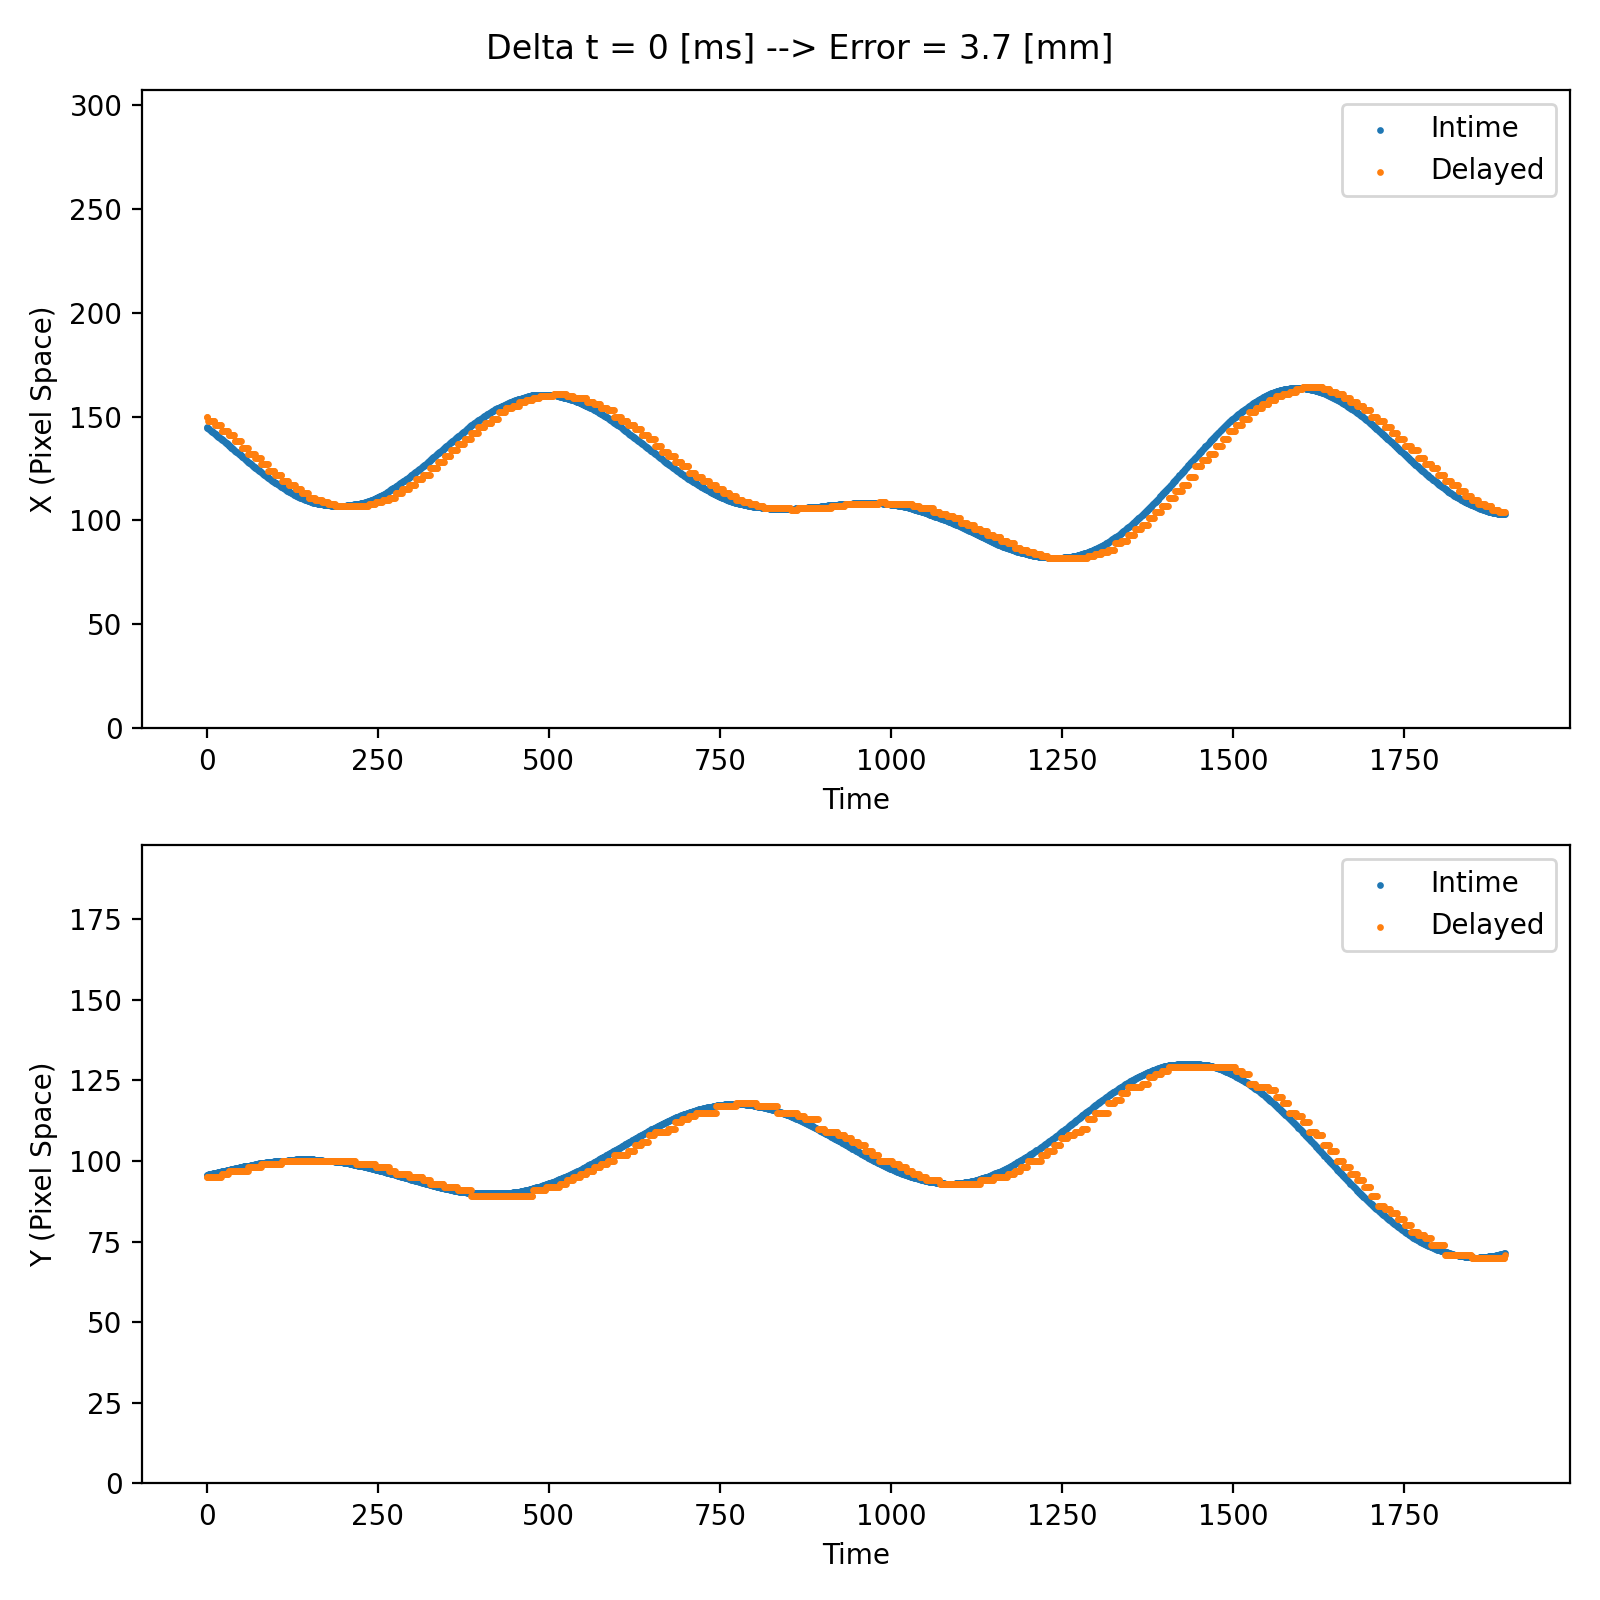 Delta t = 0 [ms] --> Error = 3.7 [mm]
300
250
200
150
100
50
0
X (Pixel Space)
Intime
Delayed
0 250 500 750 1000 1250 1500 1750
Time
175
150
125
100
75
50
25
0
Y (Pixel Space)
Intime
Delayed
0 250 500 750 1000 1250 1500 1750
Time